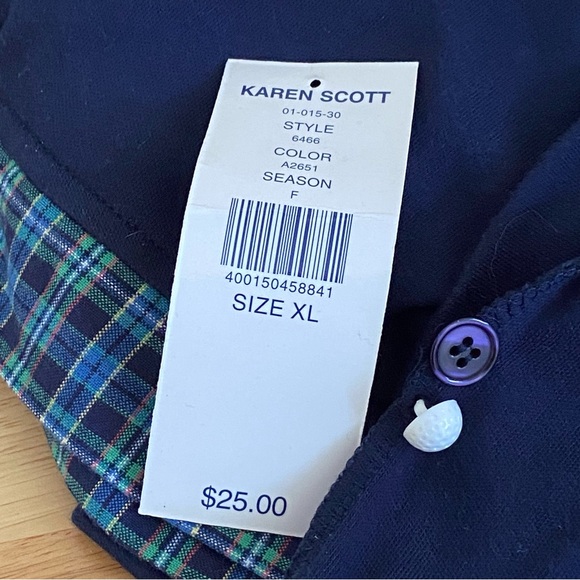 KAREN SCOTT
01-015-30
STYLE
6466
COLOR
A2651
SEASON
F
400150458841
SIZE XL
$25.00